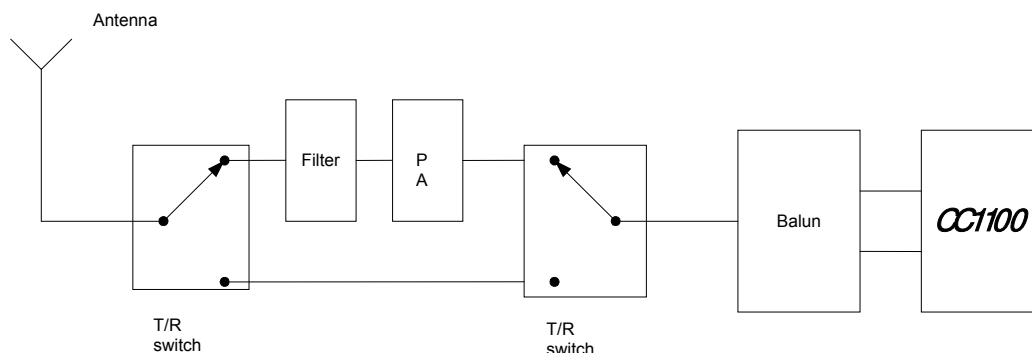 Antenna
Filter
P
A
Balun
CC1100
T/R
switch
T/R
switch